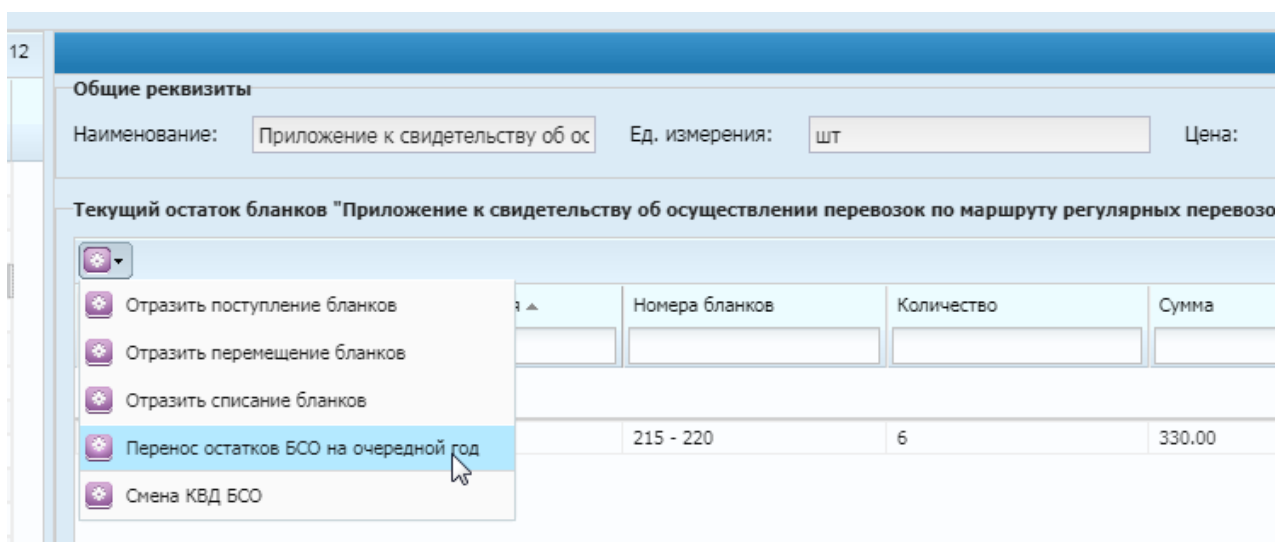 12
Общие реквизиты
Наименование: Приложение к свидетельству об ос Ед. измерения: шт Цена:
Текущий остаток бланков "Приложение к свидетельству об осуществлении перевозок по маршруту регулярных перевозо
Отразить поступление бланков
я Номера бланков Количество Сумма
Отразить перемещение бланков
Отразить списание бланков
Перенос остатков БСО на очередной год
215 - 220 6 330.00
Смена КВД БСО